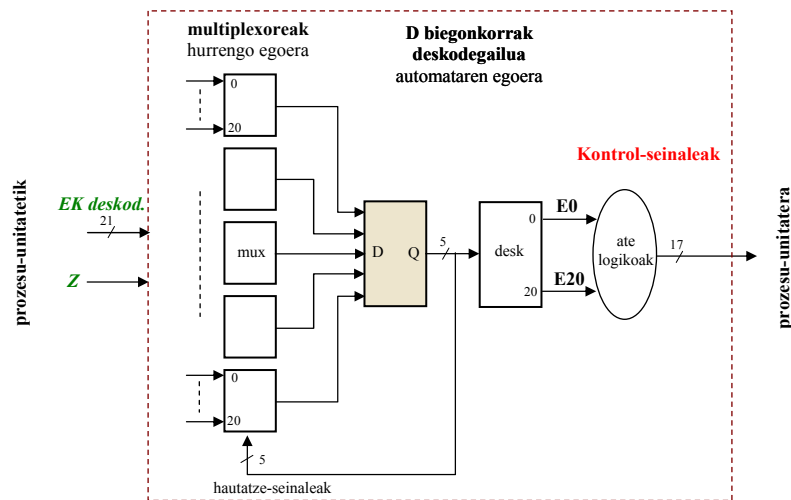 multiplexoreak
hurrengo egoera
D biegonkorrak
deskodegailua
automataren egoera
0
20
Kontrol-seinaleak
prozesu-unitatetik
EK deskod.
21
Z
mux
D
Q
5
desk
0
20
E0
E20
ate
logikoak
17
prozesu-unitatera
0
20
5
hautatze-seinaleak